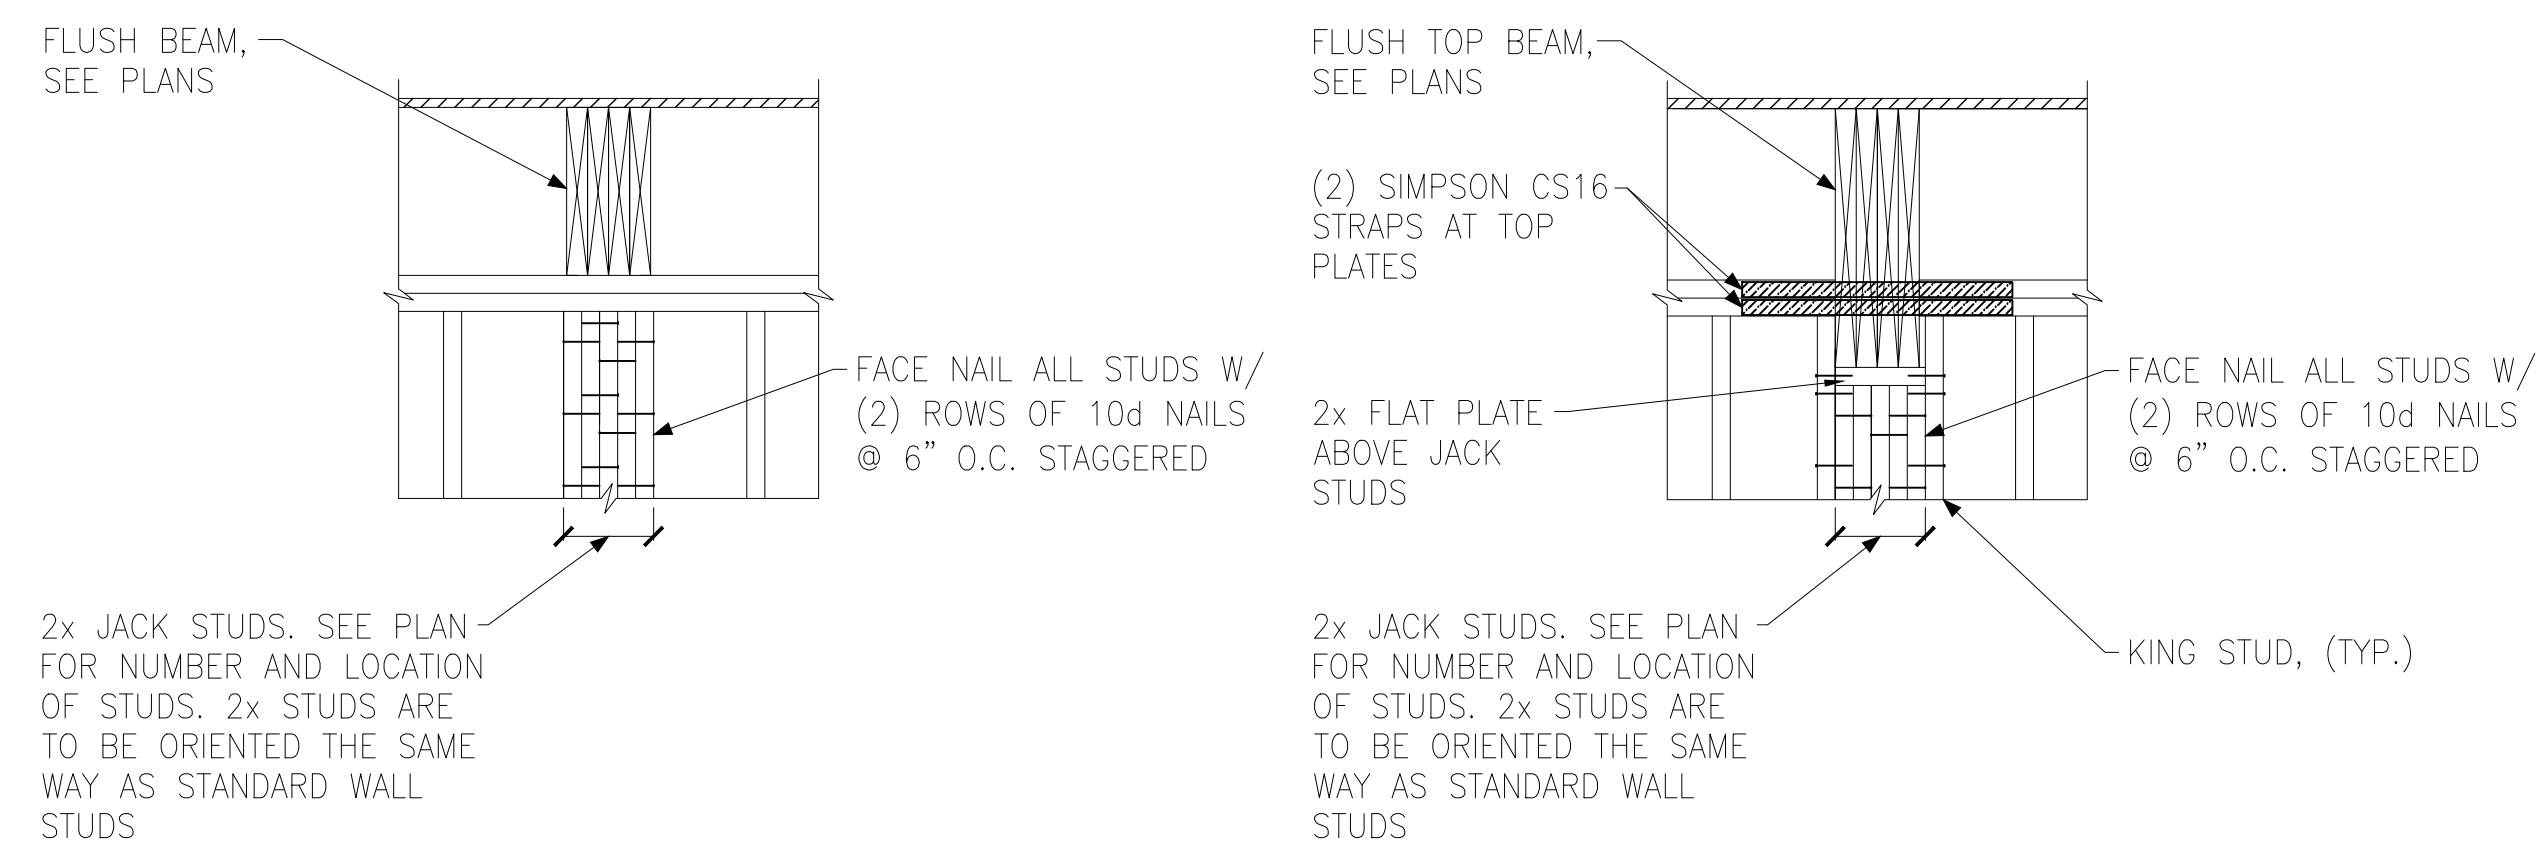 FLUSH BEAM,
SEE PLANS
FACE NAIL ALL STUDS W/
(2) ROWS OF 10d NAILS
@ 6" O.C. STAGGERED
2x JACK STUDS. SEE PLAN
FOR NUMBER AND LOCATION
OF STUDS. 2x STUDS ARE
TO BE ORIENTED THE SAME
WAY AS STANDARD WALL
STUDS
FLUSH TOP BEAM,
SEE PLANS
(2) SIMPSON CS16
STRAPS AT TOP
PLATES
2x FLAT PLATE
ABOVE JACK
STUDS
FACE NAIL ALL STUDS W/
(2) ROWS OF 10d NAILS
@ 6" O.C. STAGGERED
2x JACK STUDS. SEE PLAN
FOR NUMBER AND LOCATION
OF STUDS. 2x STUDS ARE
TO BE ORIENTED THE SAME
WAY AS STANDARD WALL
STUDS
KING STUD, (TYP.)